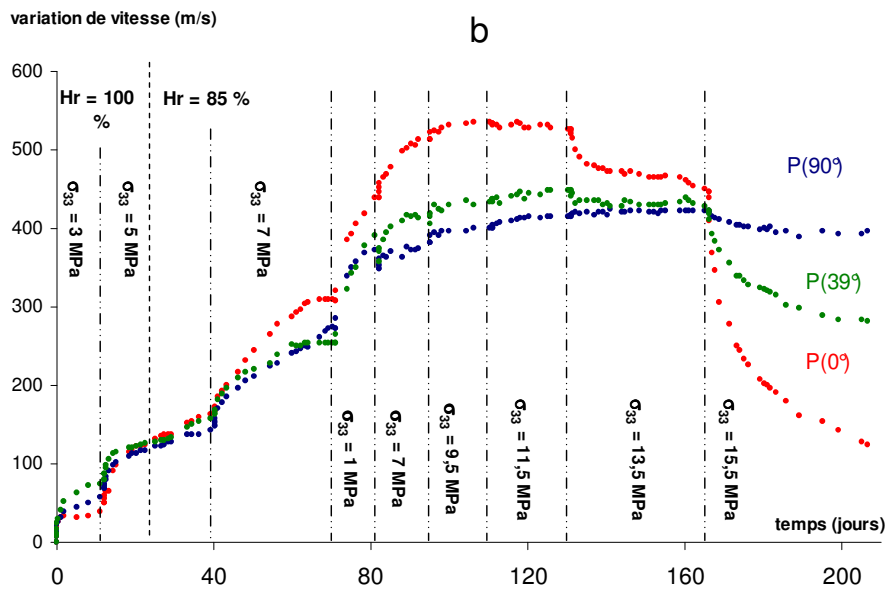 variation de vitesse (m/s)
b
600
500
400
300
200
100
0
Hr = 100
%
Hr = 85 %
σ33 = 3 MPa
σ33 = 5 MPa
σ33 = 7 MPa
σ33 = 1 MPa
σ33 = 7 MPa
σ33 = 9,5 MPa
σ33 = 11,5 MPa
σ33 = 13,5 MPa
σ33 = 15,5 MPa
P(90°)
P(39°)
P(0°)
temps (jours)
0
40
80
120
160
200